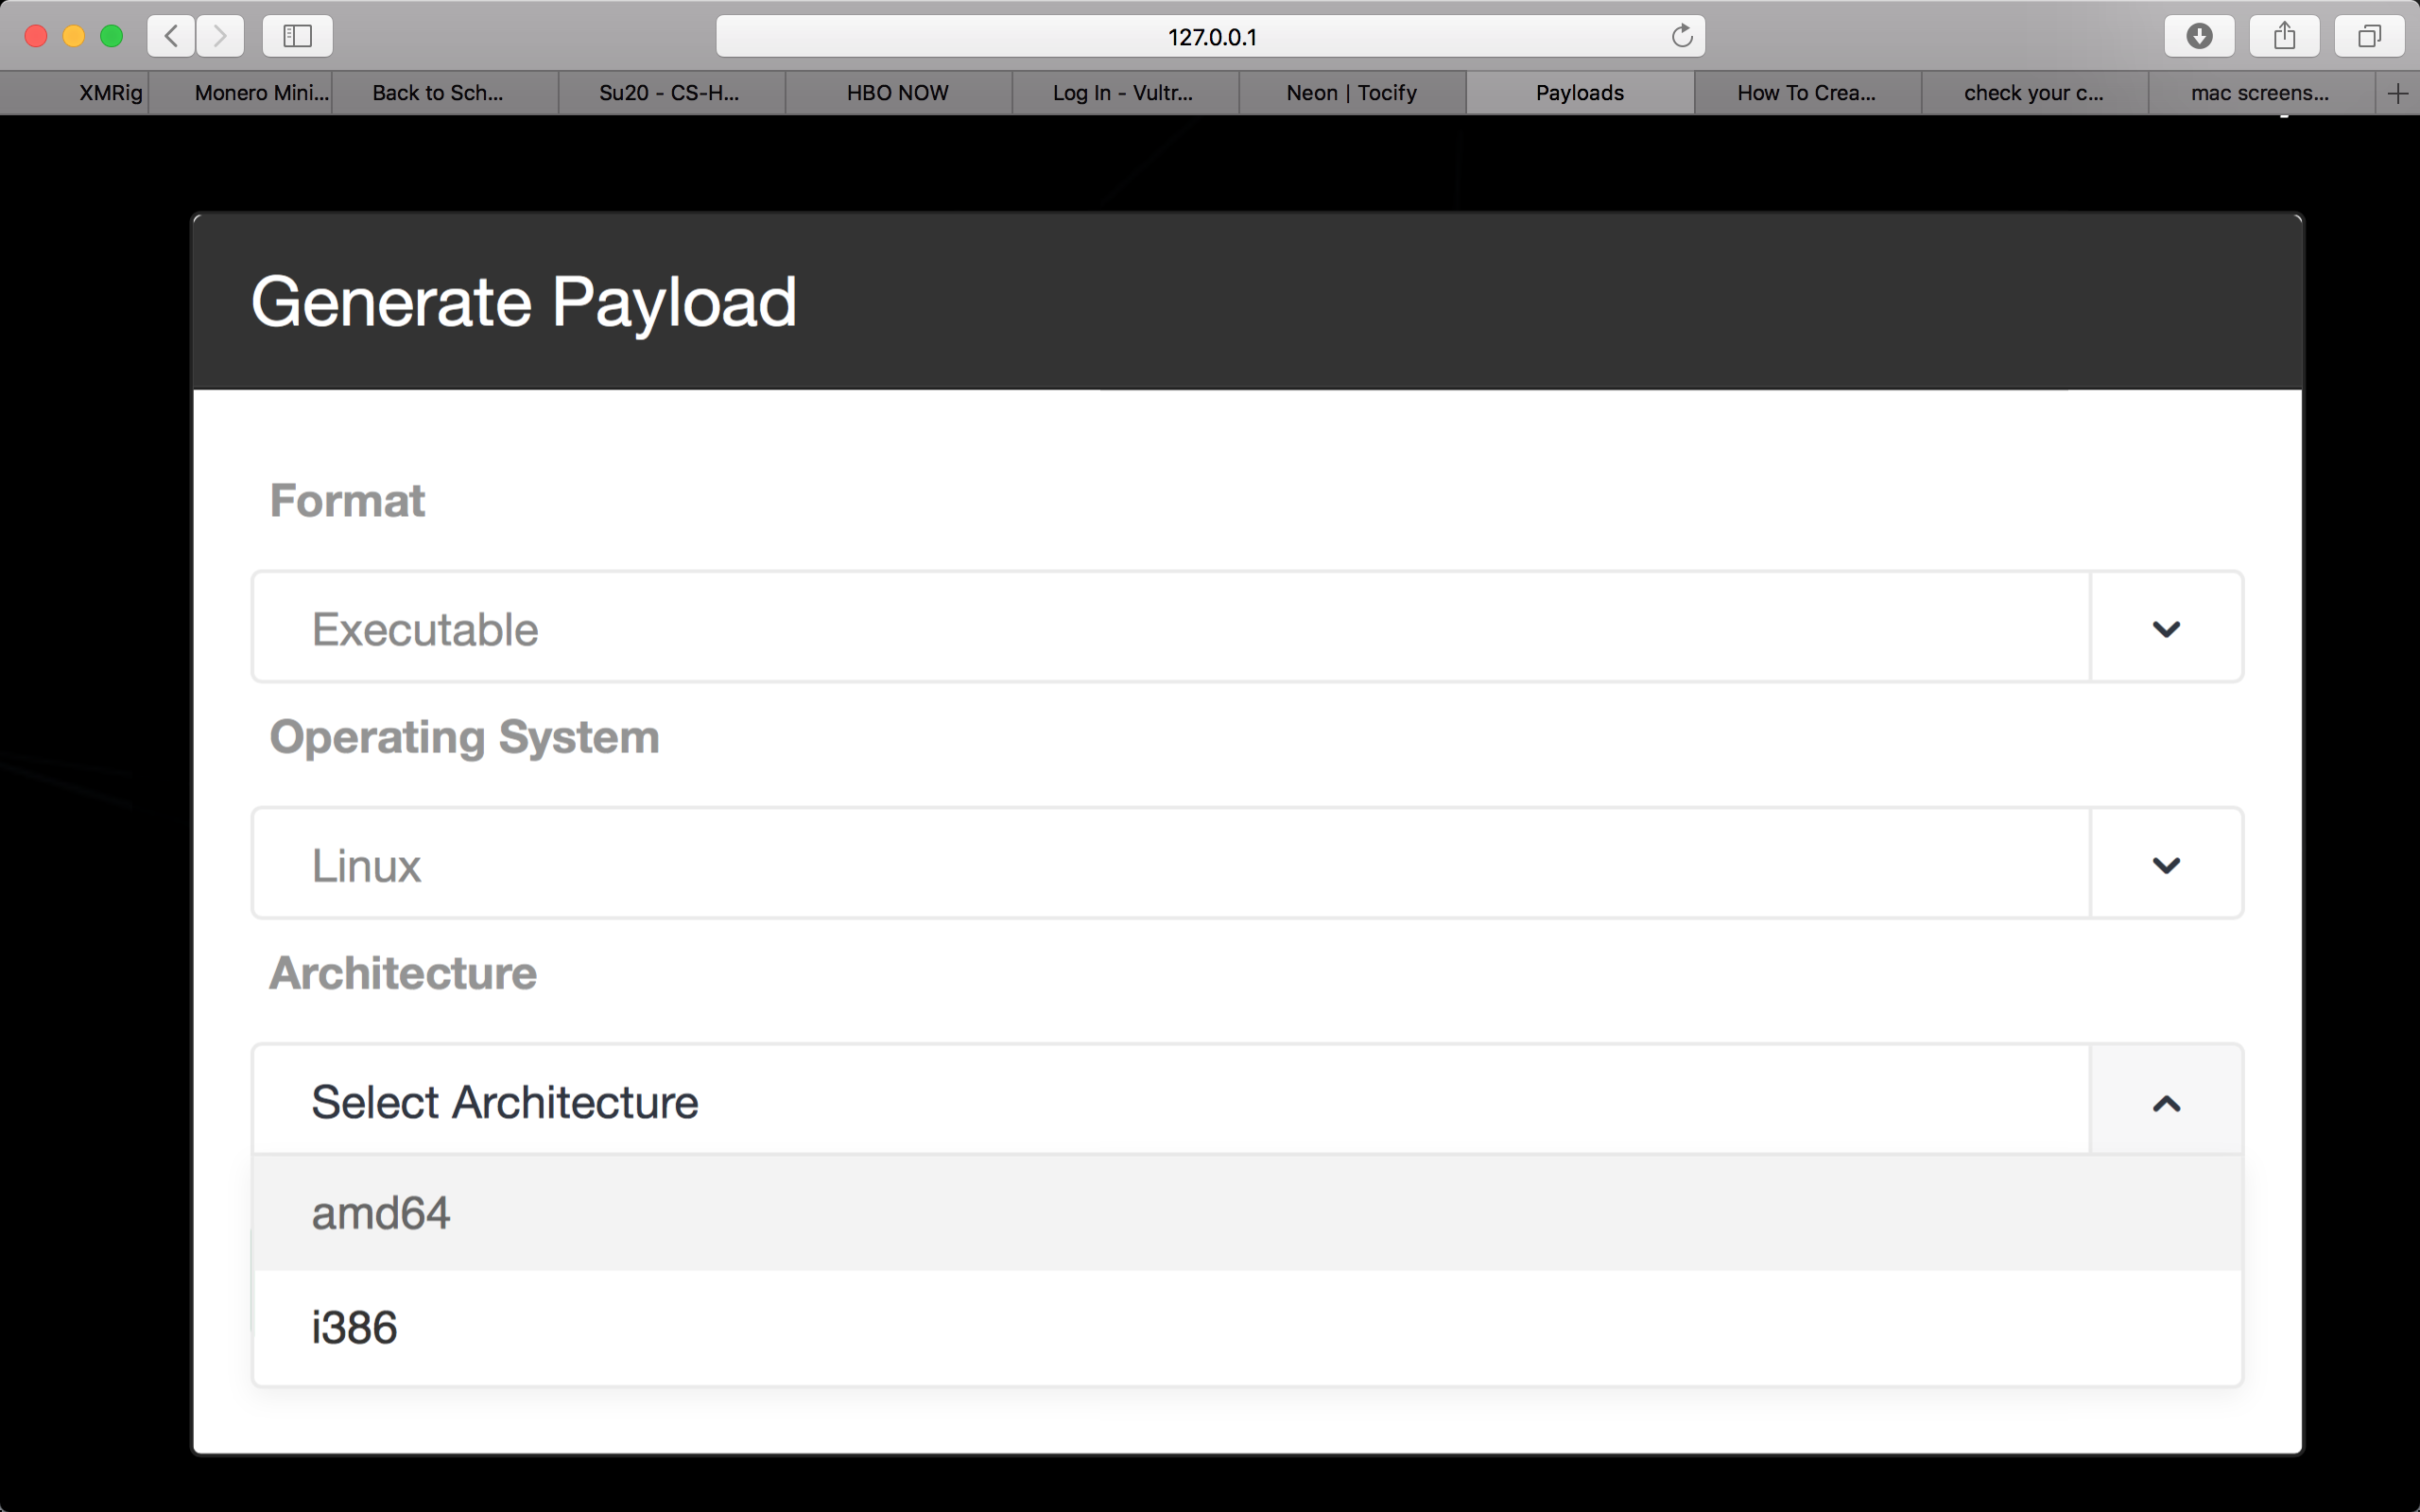 127.0.0.1
XMRig
Monero Mini...
Back to Sch...
Su20 - CS-H...
HBO NOW
Log In - Vultr...
Neon | Tocify
Payloads
How To Crea...
check your c...
mac screens...
Generate Payload
Format
Executable
Operating System
Linux
Architecture
Select Architecture
amd64
i386